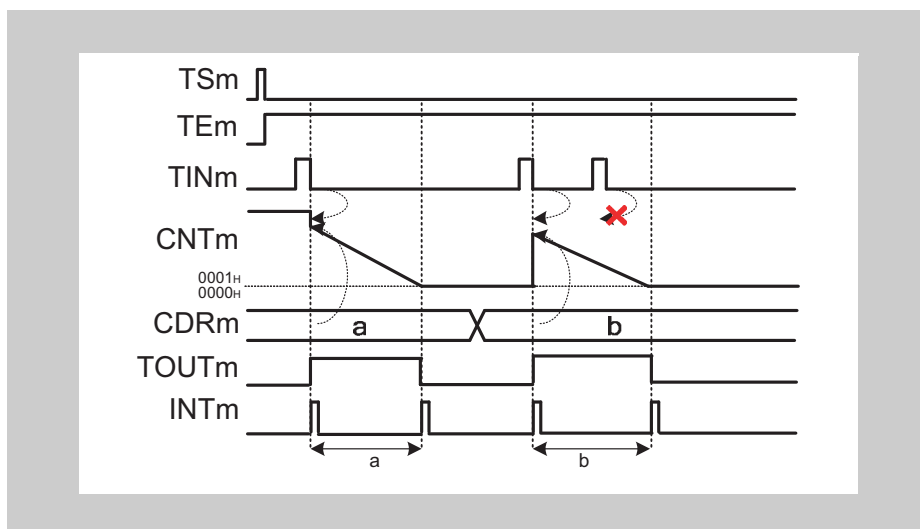 TSm
TEm
TINm
CNTm
0001H
0000H
CDRm a b
TOUTm
INTm
a b